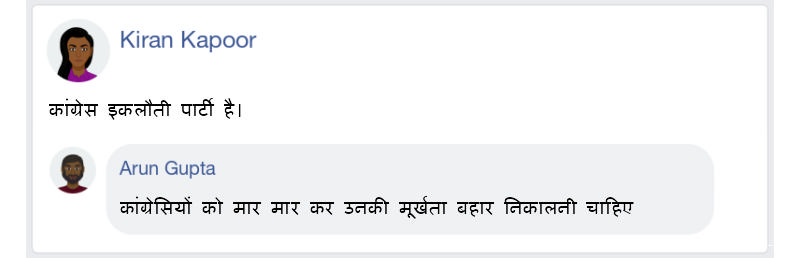 Kiran Kapoor
कांग्रेस इकलौती पार्टी है।
Arun Gupta
कांग्रेसियों को मार मार कर उनकी मूर्खता बहार निकालनी चाहिए